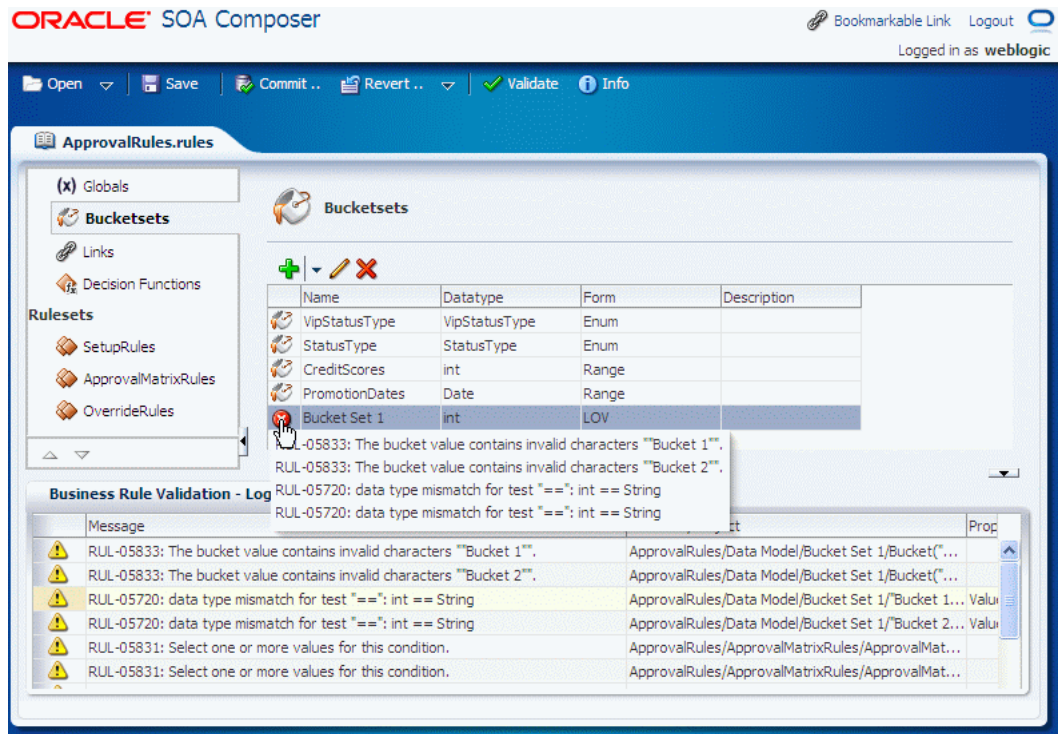 ORACLE SOA Composer
Bookmarkable Link Logout
Logged in as weblogic
Open Save Commit .. Revert .. Validate Info
ApprovalRules.rules
(x) Globals
Bucketsets
Links
Decision Functions
Rulesets
SetupRules
ApprovalMatrixRules
OverrideRules
Bucketsets
Name Datatype Form Description
VipStatusType VipStatusType Enum
StatusType StatusType Enum
CreditScores int Range
PromotionDates Date Range
Bucket Set 1 int LOV
RUL-05833: The bucket value contains invalid characters ""Bucket 1"".
RUL-05833: The bucket value contains invalid characters ""Bucket 2"".
RUL-05720: data type mismatch for test "==": int == String
RUL-05720: data type mismatch for test "==": int == String
Business Rule Validation - Log
Message Prop
RUL-05833: The bucket value contains invalid characters ""Bucket 1"". ApprovalRules/Data Model/Bucket Set 1/Bucket("...
RUL-05833: The bucket value contains invalid characters ""Bucket 2"". ApprovalRules/Data Model/Bucket Set 1/Bucket("...
RUL-05720: data type mismatch for test "==": int == String ApprovalRules/Data Model/Bucket Set 1/"Bucket 1... Valu
RUL-05720: data type mismatch for test "==": int == String ApprovalRules/Data Model/Bucket Set 1/"Bucket 2... Valu
RUL-05831: Select one or more values for this condition. ApprovalRules/ApprovalMatrixRules/ApprovalMat...
RUL-05831: Select one or more values for this condition. ApprovalRules/ApprovalMatrixRules/ApprovalMat...